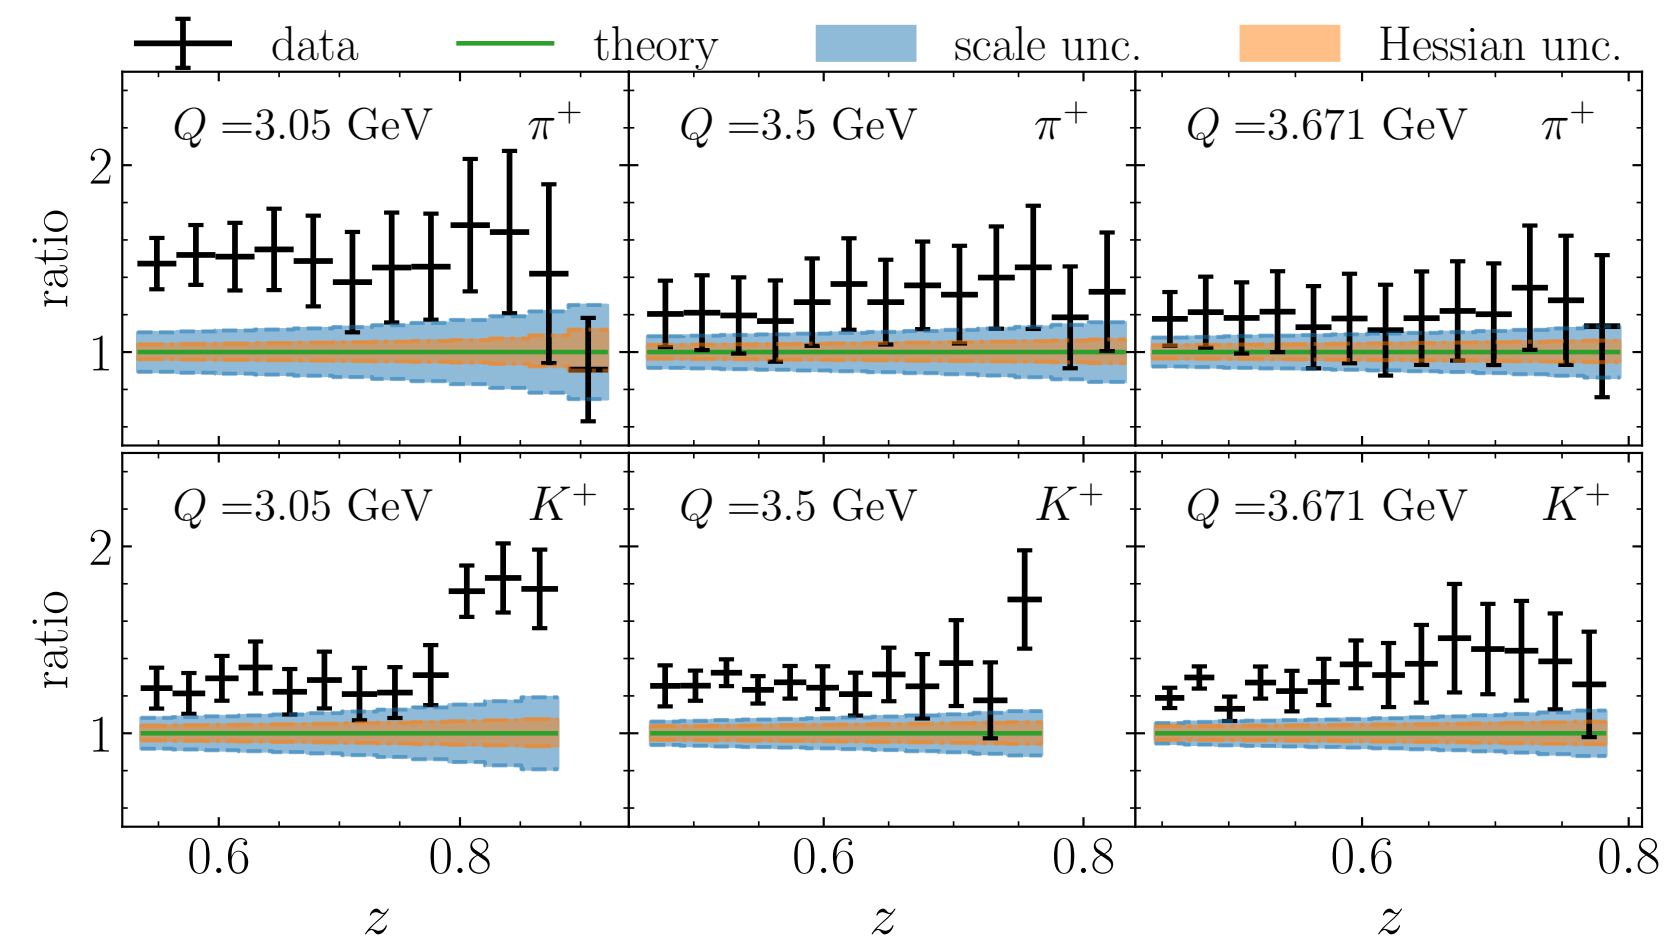 data theory scale unc. Hessian unc.
Q =3.05 GeV π+ Q =3.5 GeV π+ Q =3.671 GeV π+
2
ratio
1
Q =3.05 GeV K+ Q =3.5 GeV K+ Q =3.671 GeV K+
2
ratio
1
0.6 0.8 0.6 0.8 0.6 0.8
z z z